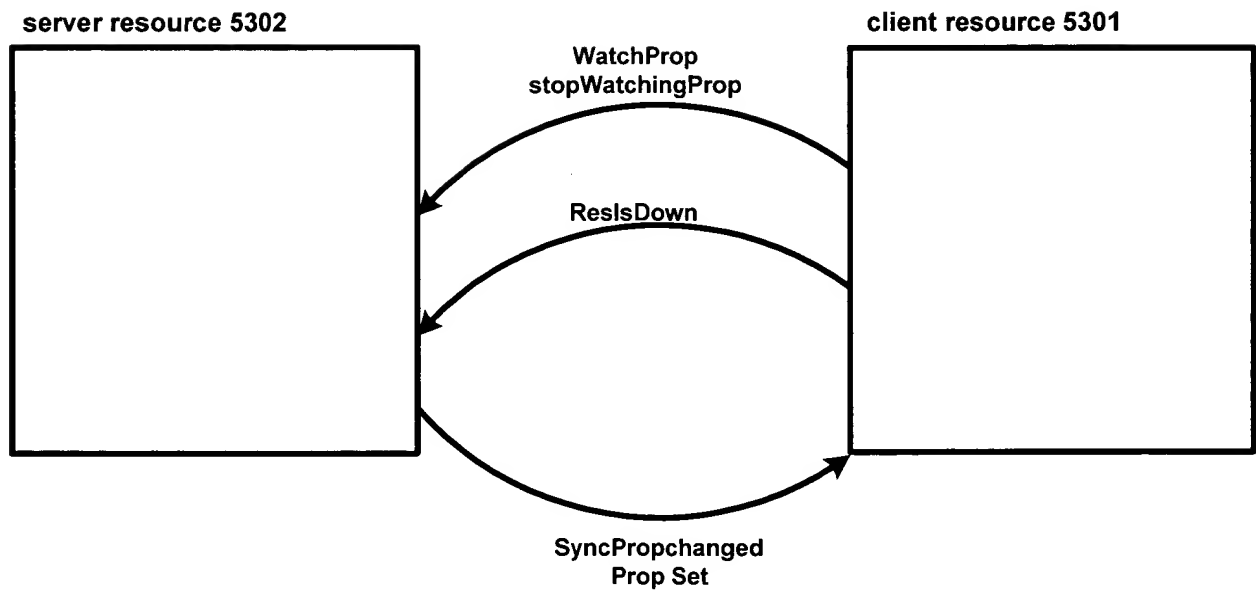 server resource 5302
client resource 5301
WatchProp
stopWatchingProp
ResIsDown
SyncPropchanged
Prop Set